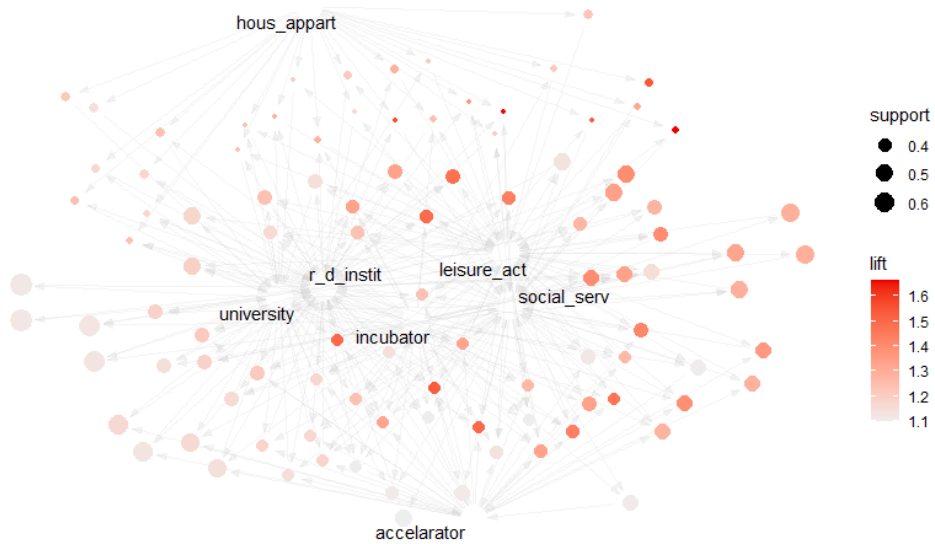 hous_appart
support
0.4
0.5
0.6
r_d_instit
leisure_act
lift
university
social_serv
1.6
incubator
1.5
1.4
1.3
1.2
1.1
accelarator